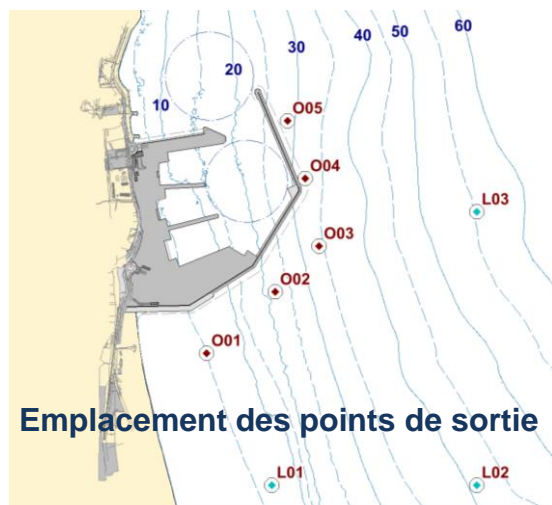 60
50
40
30
20
10
O05
O04
L03
O03
O02
O01
Emplacement des points de sortie
L01
L02